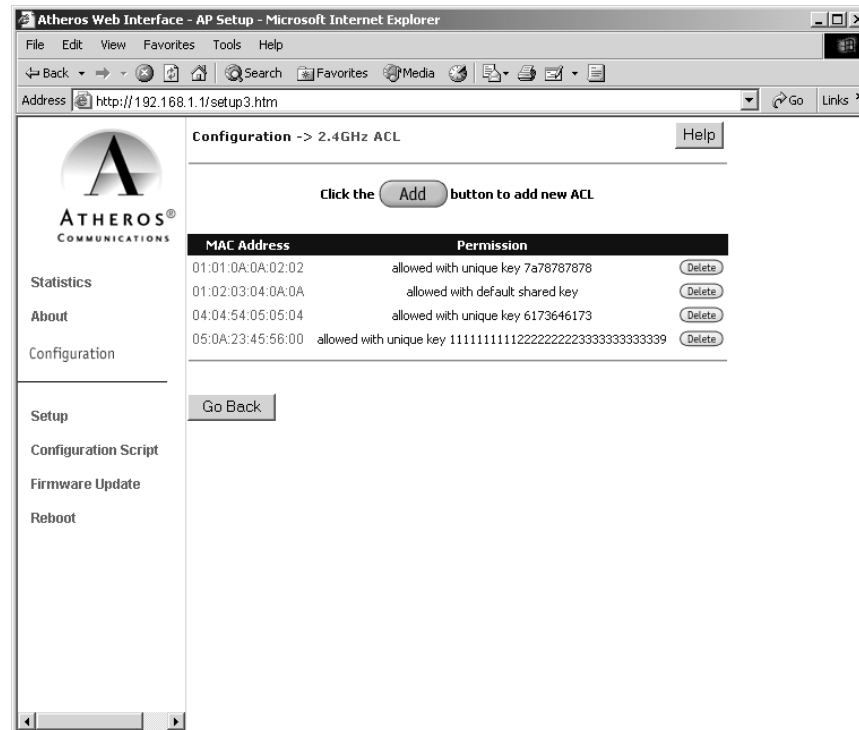 Atheros Web Interface - AP Setup - Microsoft Internet Explorer
File Edit View Favorites Tools Help
Back Search Favorites Media
Address http://192.168.1.1/setup3.htm Go Links
Configuration -> 2.4GHz ACL Help
Click the Add button to add new ACL
ATHEROS®
COMMUNICATIONS
MAC Address Permission
01:01:0A:0A:02:02 allowed with unique key 7a78787878 Delete
01:02:03:04:0A:0A allowed with default shared key Delete
04:04:54:05:05:04 allowed with unique key 6173646173 Delete
05:0A:23:45:56:00 allowed with unique key Delete
Go Back
Statistics
About
Configuration
Setup
Configuration Script
Firmware Update
Reboot